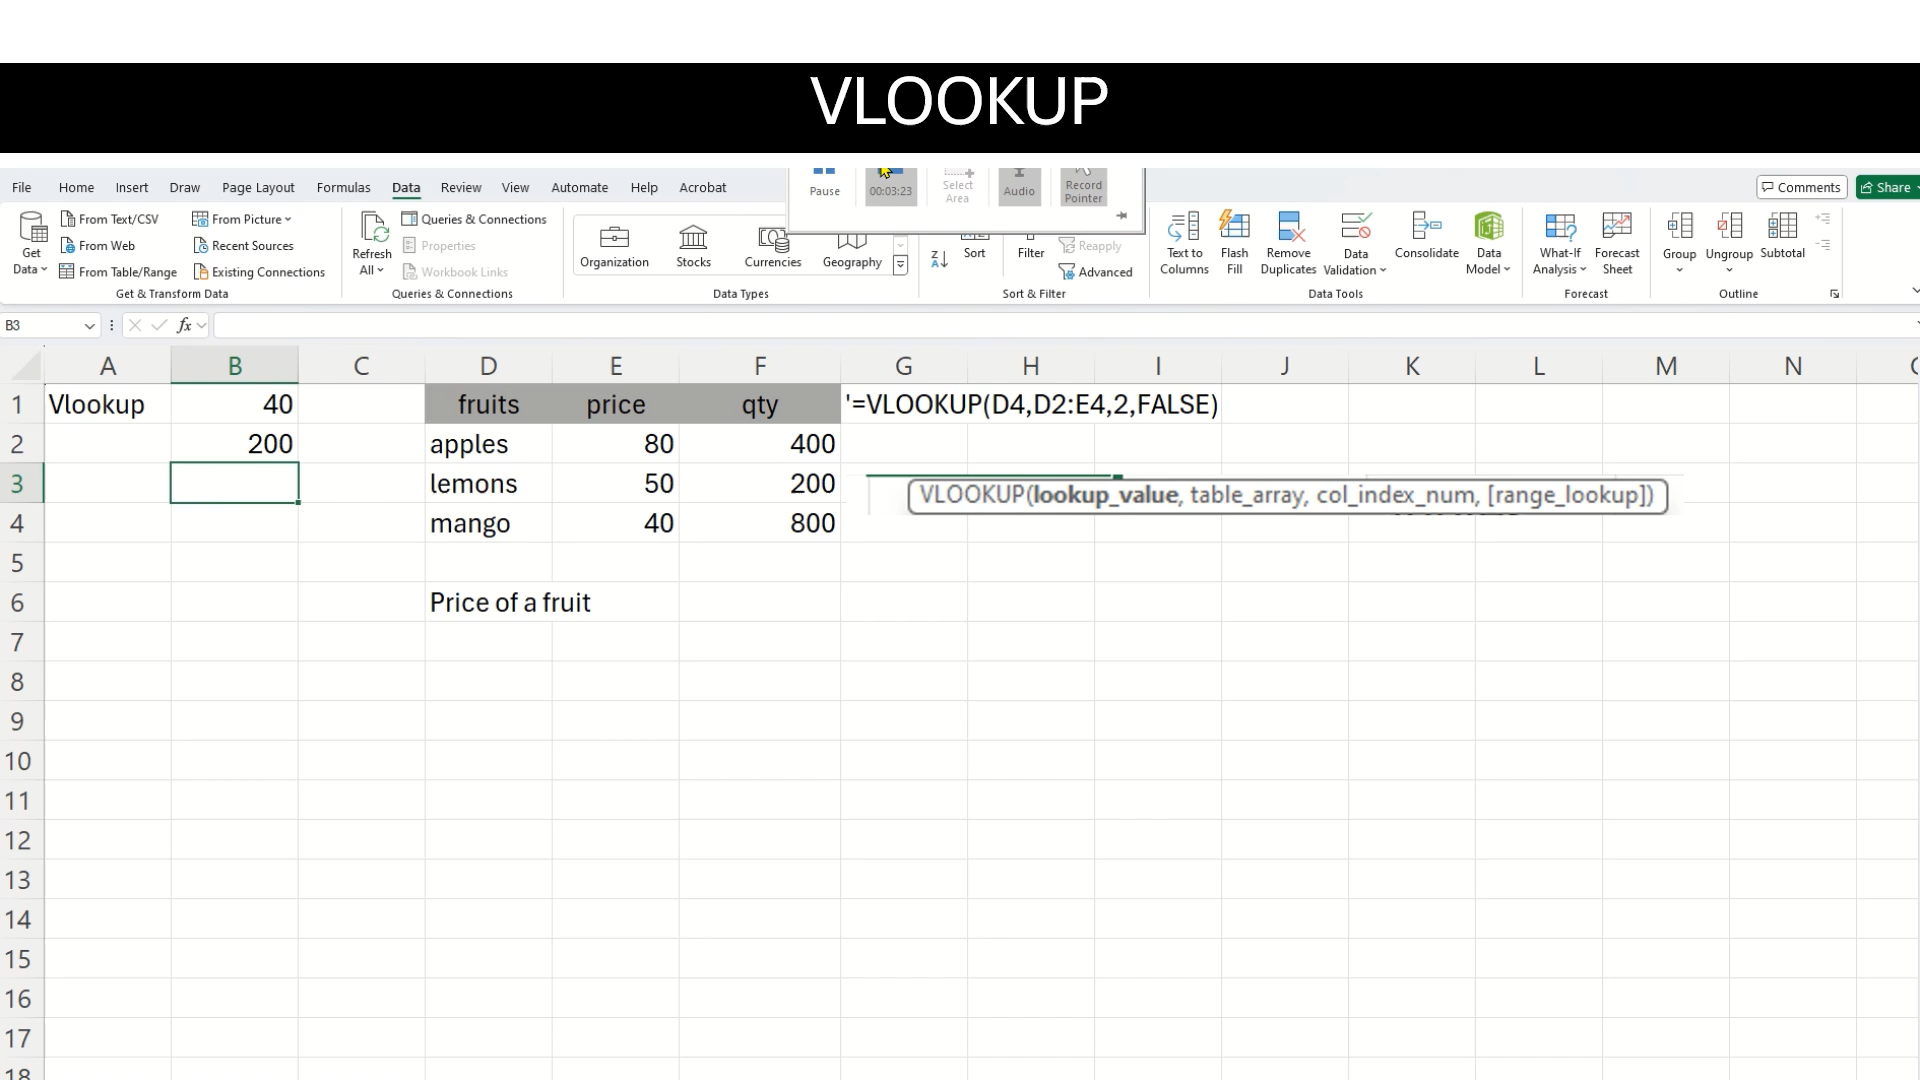 VLOOKUP
File Home Insert Draw Page Layout Formulas Data Review View Automate Help Acrobat
Pause 00:03:23 Select Area Audio Record Pointer
Comments Share
Get Data
From Text/CSV
From Web
From Table/Range
From Picture
Recent Sources
Existing Connections
Get & Transform Data
Refresh All
Queries & Connections
Properties
Workbook Links
Queries & Connections
Organization Stocks Currencies Geography
Data Types
Sort
Filter
Reapply
Advanced
Sort & Filter
Text to Columns
Flash Fill
Remove Duplicates
Data Validation
Consolidate
Data Model
Data Tools
What-If Analysis
Forecast Sheet
Forecast
Group Ungroup Subtotal
Outline
B3 fx
A B C D E F G H I J K L M N
1 Vlookup 40 fruits price qty '=VLOOKUP(D4,D2:E4,2,FALSE)
2 200 apples 80 400
3 lemons 50 200
VLOOKUP(lookup_value, table_array, col_index_num, [range_lookup])
4 mango 40 800
5
6 Price of a fruit
7
8
9
10
11
12
13
14
15
16
17
18